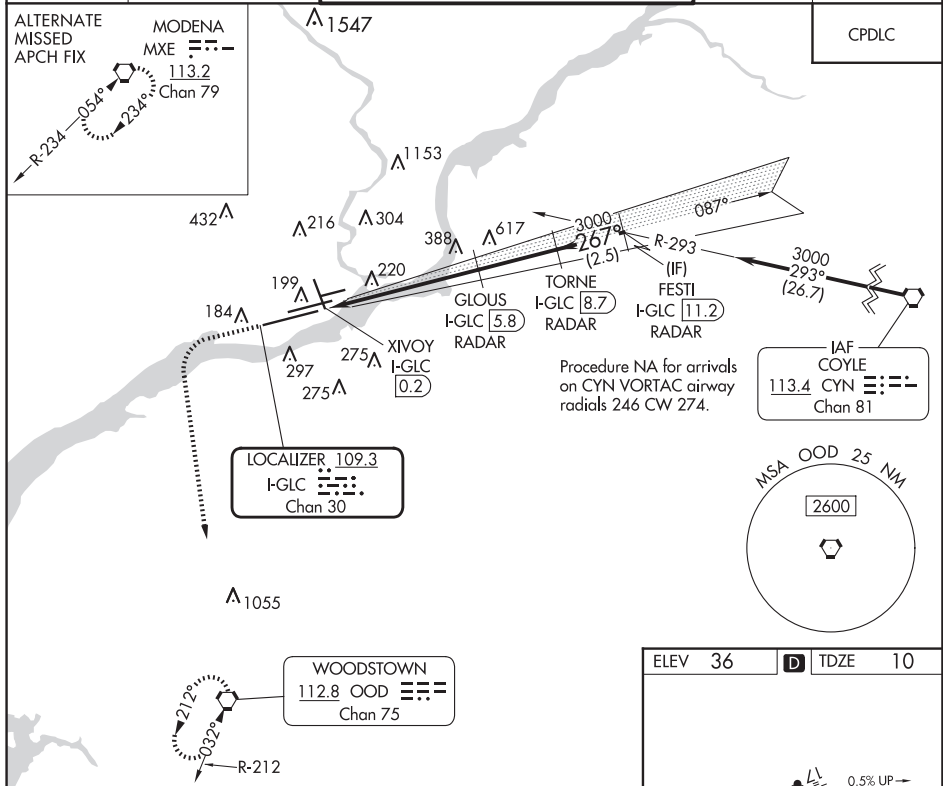 ALTERNATE
MISSED
APCH FIX
MODENA
MXE
113.2
Chan 79
054°
234°
R-234
1547
CPDLC
1153
432
216
304
388
617
3000
267°
(2.5)
087°
R-293
3000
293°
(26.7)
199
220
184
GLOUS
I-GLC 5.8
RADAR
TORNE
I-GLC 8.7
RADAR
(IF)
FESTI
I-GLC 11.2
RADAR
XIVOY
I-GLC
0.2
297
275
275
Procedure NA for arrivals
on CYN VORTAC airway
radials 246 CW 274.
IAF
COYLE
113.4 CYN
Chan 81
LOCALIZER 109.3
I-GLC
Chan 30
MSA OOD 25 NM
2600
1055
WOODSTOWN
112.8 OOD
Chan 75
212°
032°
R-212
ELEV 36 D TDZE 10
17
0.5% UP